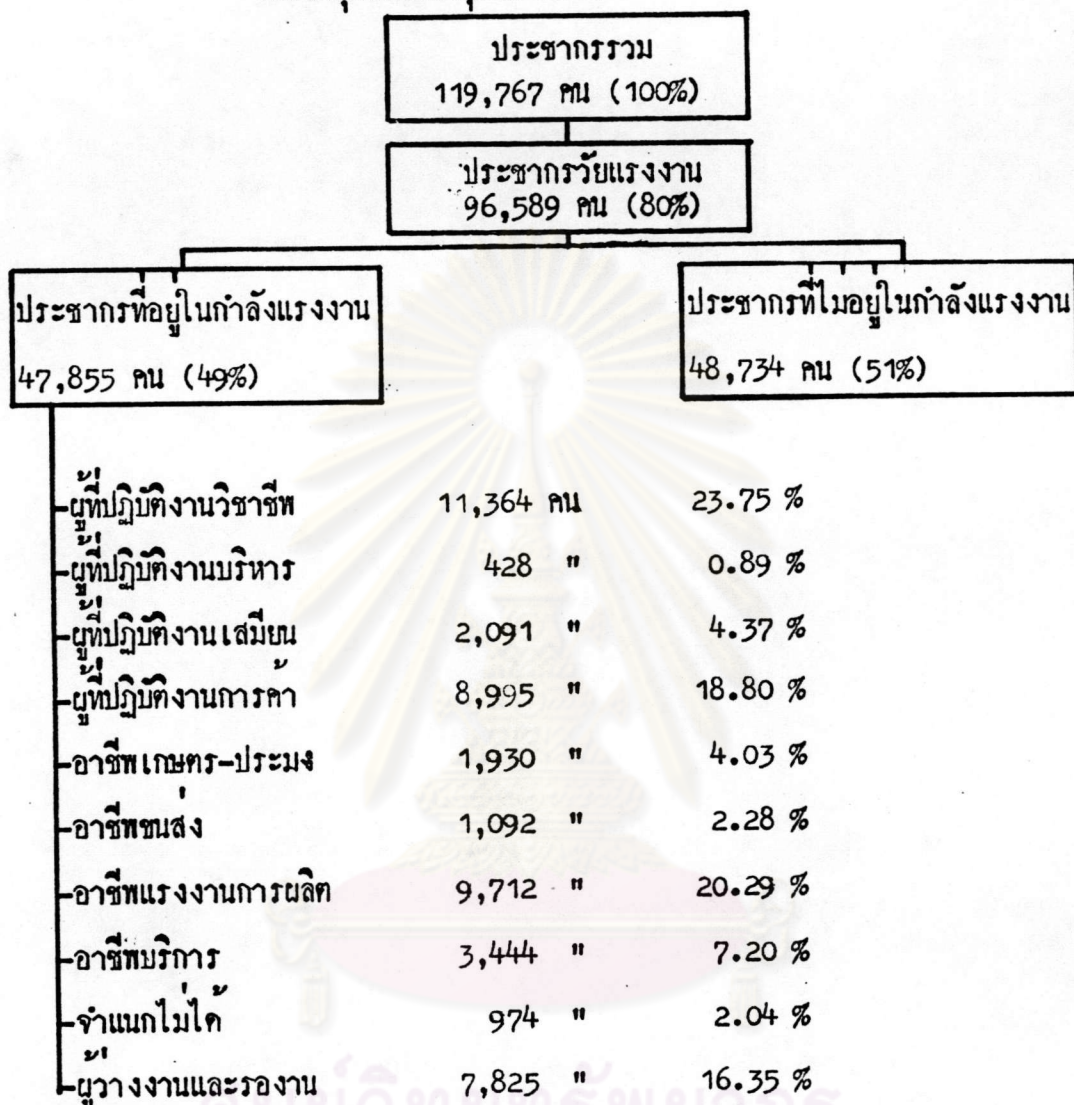 ประชากรรวม
119,767 คน (100%)
ประชากรวัยแรงงาน
96,589 คน (80%)
ประชากรที่อยู่ในกำลังแรงงาน
47,855 คน (49%)
ประชากรที่ไม่อยู่ในกำลังแรงงาน
48,734 คน (51%)
-ผู้ที่ปฏิบัติงานวิชาชีพ 11,364 คน 23.75 %
-ผู้ที่ปฏิบัติงานบริหาร 428 " 0.89 %
-ผู้ที่ปฏิบัติงานเสมียน 2,091 " 4.37 %
-ผู้ที่ปฏิบัติงานการค้า 8,995 " 18.80 %
-อาชีพเกษตร-ประมง 1,930 " 4.03 %
-อาชีพขนส่ง 1,092 " 2.28 %
-อาชีพแรงงานการผลิต 9,712 " 20.29 %
-อาชีพบริการ 3,444 " 7.20 %
-จำแนกไม่ได้ 974 " 2.04 %
-ผู้ว่างงานและรองาน 7,825 " 16.35 %